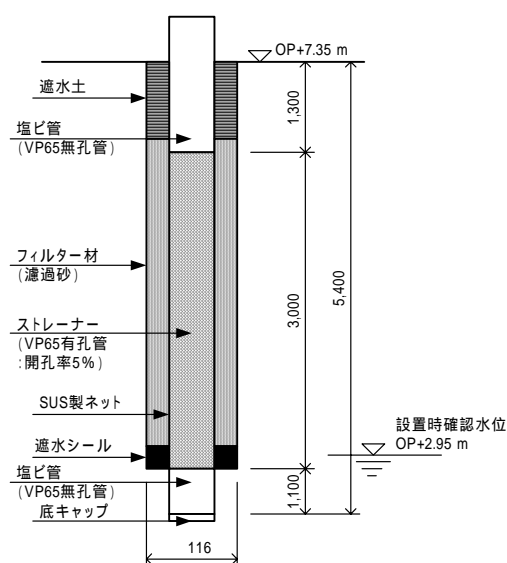 OP+7.35 m
遮水土
1,300
塩ビ管
(VP65無孔管)
フィルター材
(濾過砂)
3,000
5,400
ストレーナー
(VP65有孔管
:開孔率5%)
SUS製ネット
設置時確認水位
OP+2.95 m
遮水シール
塩ビ管
(VP65無孔管)
1,100
底キャップ
116